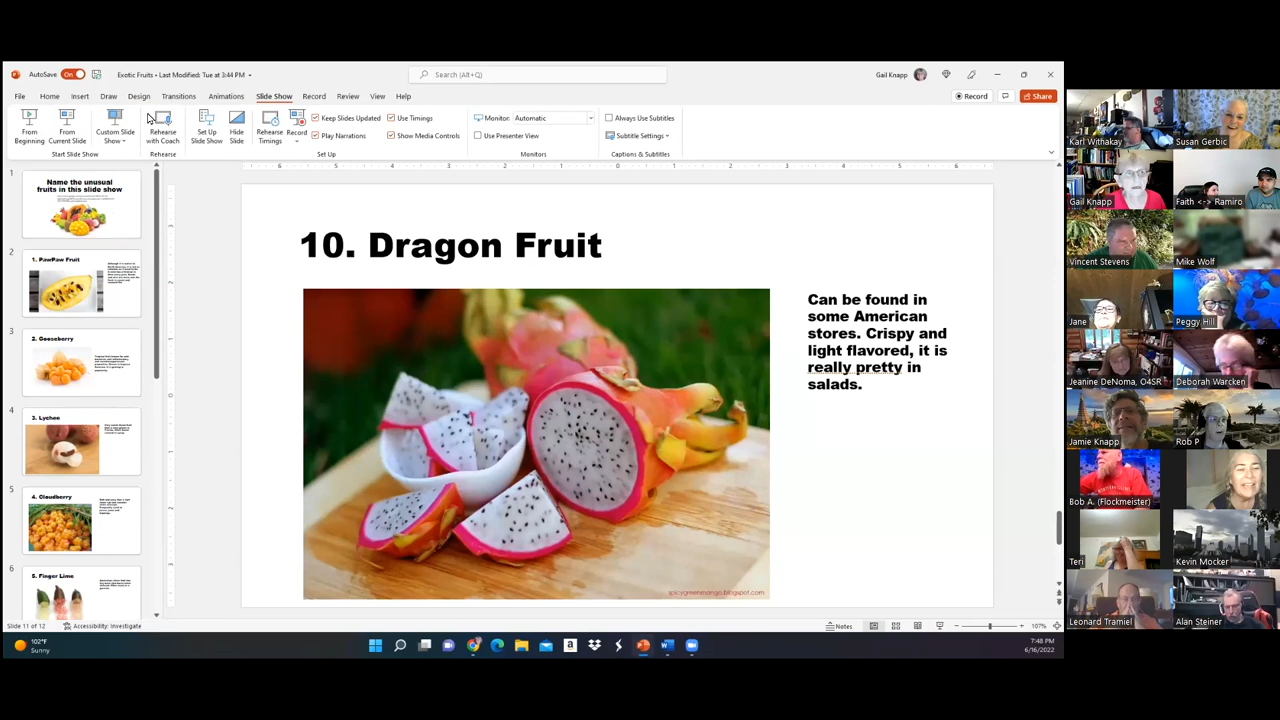 AutoSave On
Exotic Fruits • Last Modified: Tue at 3:44 PM
Search (Alt+Q)
Gail Knapp
File Home Insert Draw Design Transitions Animations Slide Show Record Review View Help
Record Share
From Beginning
From Current Slide
Custom Slide Show
Rehearse with Coach
Set Up Slide Show
Hide Slide
Rehearse Timings
Record
Keep Slides Updated
Use Timings
Play Narrations
Show Media Controls
Monitor: Automatic
Use Presenter View
Always Use Subtitles
Subtitle Settings
Start Slide Show
Rehearse
Set Up
Monitors
Captions & Subtitles
1
Name the unusual
fruits in this slide show
2
1. PawPaw Fruit
3
2. Gooseberry
4
3. Lychee
5
4. Cloudberry
6
5. Finger Lime
10. Dragon Fruit
Can be found in
some American
stores. Crispy and
light flavored, it is
really pretty in
salads.
spicygreenmango.blogspot.com
Slide 11 of 12
Accessibility: Investigate
Notes
107%
102°F
Sunny
7:48 PM
6/16/2022
Karl Withakay
Susan Gerbic
Gail Knapp
Faith <-> Ramiro
Vincent Stevens
Mike Wolf
Jane
Peggy Hill
Jeanine DeNoma, O4SR
Deborah Warcken
Jamie Knapp
Rob P
Bob A. (Flockmeister)
Teri
Kevin Mocker
Leonard Tramiel
Alan Steiner